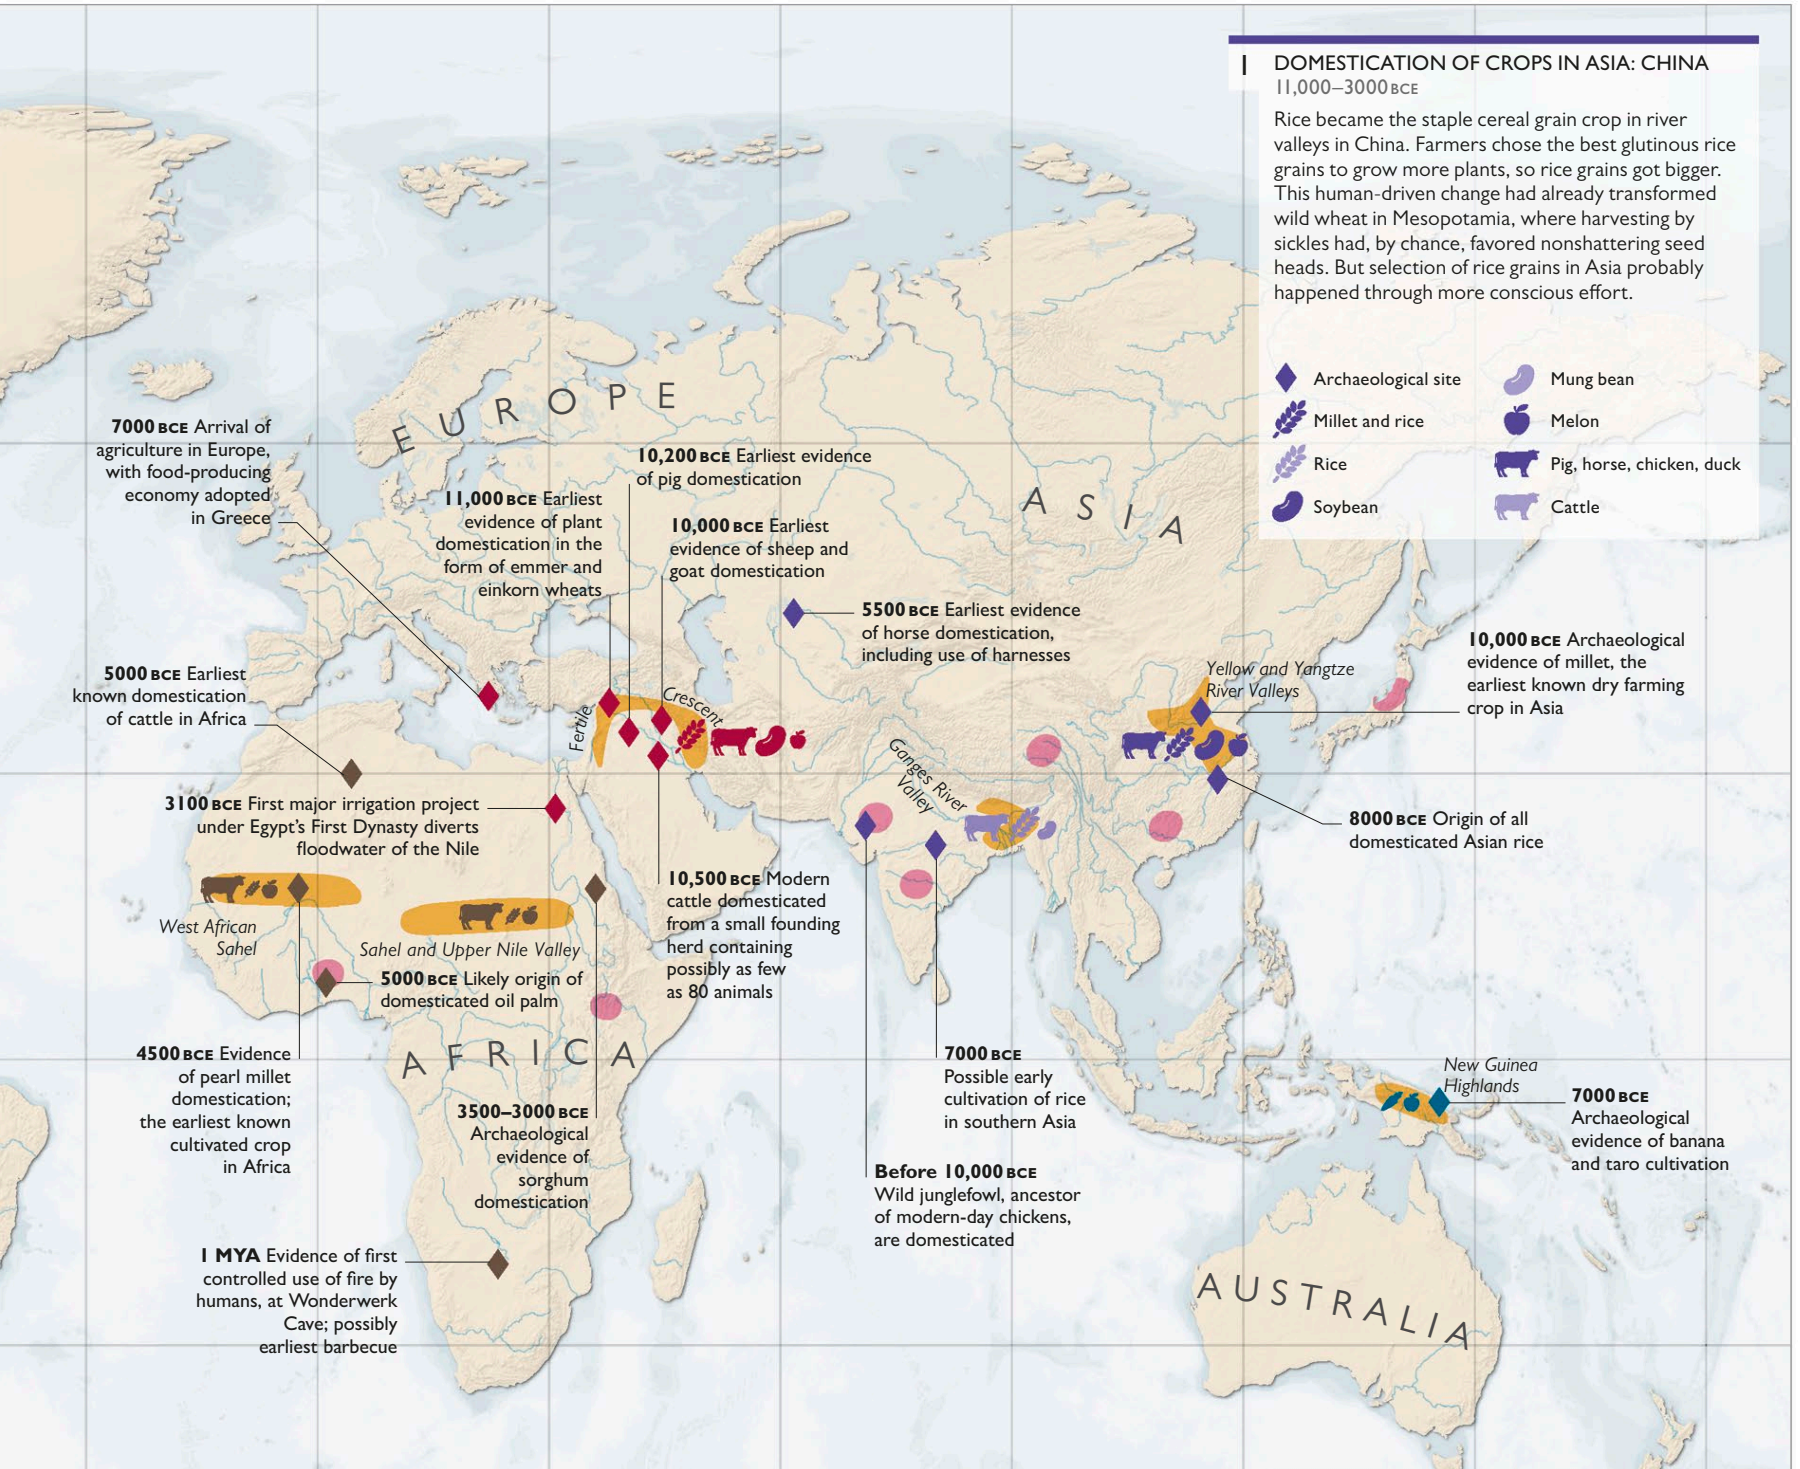 1 DOMESTICATION OF CROPS IN ASIA: CHINA
11,000–3000 BCE
Rice became the staple cereal grain crop in river
valleys in China. Farmers chose the best glutinous rice
grains to grow more plants, so rice grains got bigger.
This human-driven change had already transformed
wild wheat in Mesopotamia, where harvesting by
sickles had, by chance, favored nonshattering seed
heads. But selection of rice grains in Asia probably
happened through more conscious effort.
Archaeological site
Millet and rice
Rice
Soybean
Mung bean
Melon
Pig, horse, chicken, duck
Cattle
EUROPE
ASIA
AFRICA
AUSTRALIA
7000 BCE Arrival of
agriculture in Europe,
with food-producing
economy adopted
in Greece
11,000 BCE Earliest
evidence of plant
domestication in the
form of emmer and
einkorn wheats
10,200 BCE Earliest evidence
of pig domestication
10,000 BCE Earliest
evidence of sheep and
goat domestication
5500 BCE Earliest evidence
of horse domestication,
including use of harnesses
Yellow and Yangtze
River Valleys
10,000 BCE Archaeological
evidence of millet, the
earliest known dry farming
crop in Asia
5000 BCE Earliest
known domestication
of cattle in Africa
Fertile
Crescent
Ganges River
Valley
3100 BCE First major irrigation project
under Egypt's First Dynasty diverts
floodwater of the Nile
8000 BCE Origin of all
domesticated Asian rice
10,500 BCE Modern
cattle domesticated
from a small founding
herd containing
possibly as few
as 80 animals
West African
Sahel
Sahel and Upper Nile Valley
5000 BCE Likely origin of
domesticated oil palm
4500 BCE Evidence
of pearl millet
domestication;
the earliest known
cultivated crop
in Africa
3500–3000 BCE
Archaeological
evidence of
sorghum
domestication
7000 BCE
Possible early
cultivation of rice
in southern Asia
Before 10,000 BCE
Wild junglefowl, ancestor
of modern-day chickens,
are domesticated
New Guinea
Highlands
7000 BCE
Archaeological
evidence of banana
and taro cultivation
1 MYA Evidence of first
controlled use of fire by
humans, at Wonderwerk
Cave; possibly
earliest barbecue